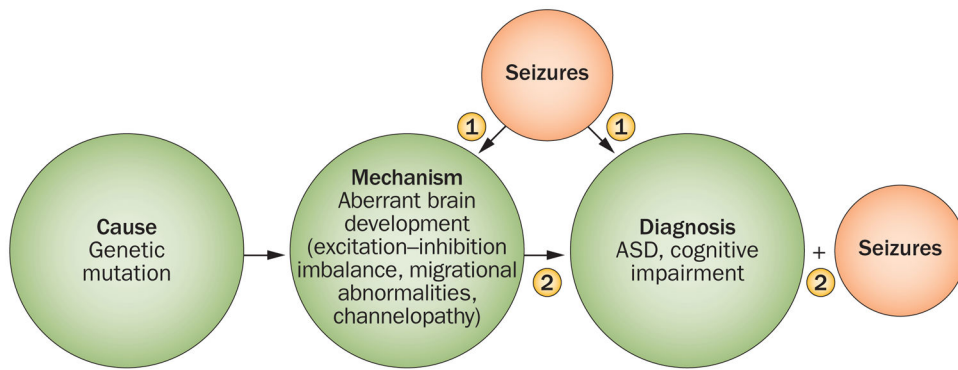 Seizures
1
1
Cause
Genetic
mutation
Mechanism
Aberrant brain
development
(excitation–inhibition
imbalance, migrational
abnormalities,
channelopathy)
2
Diagnosis
ASD, cognitive
impairment
+
2
Seizures